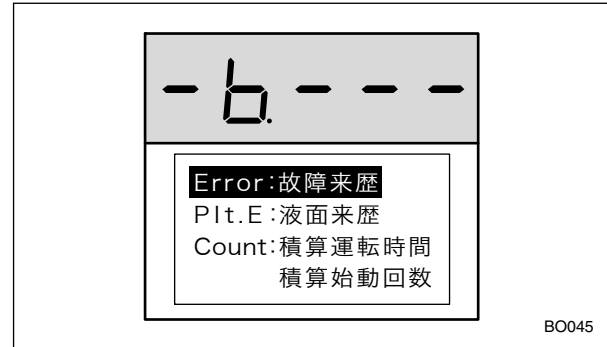 -b.---
Error:故障来歴
Plt.E:液面来歴
Count:積算運転時間
積算始動回数
BO045